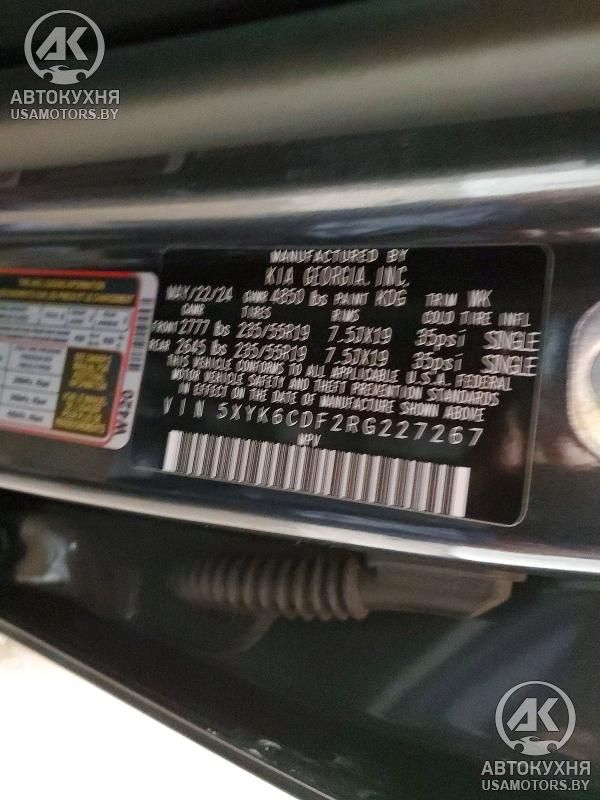 АК
АВТОКУХНЯ
USAMOTORS.BY
MANUFACTURED BY
KIA GEORGIA, INC.
MAY/22/24 GVWR 4850 lbs PAINT KDG TRIM WK
GAWR TIRES RIMS COLD TIRE INFL
FRONT 2777 lbs 235/55R19 7.5JX19 35psi SINGLE
REAR 2645 lbs 235/55R19 7.5JX19 35psi SINGLE
THIS VEHICLE CONFORMS TO ALL APPLICABLE U.S.A. FEDERAL
MOTOR VEHICLE SAFETY AND THEFT PREVENTION STANDARDS
IN EFFECT ON THE DATE OF MANUFACTURE SHOWN ABOVE
VIN 5XYK6CDF2RG227267
MPV
W420
АК
АВТОКУХНЯ
USAMOTORS.BY